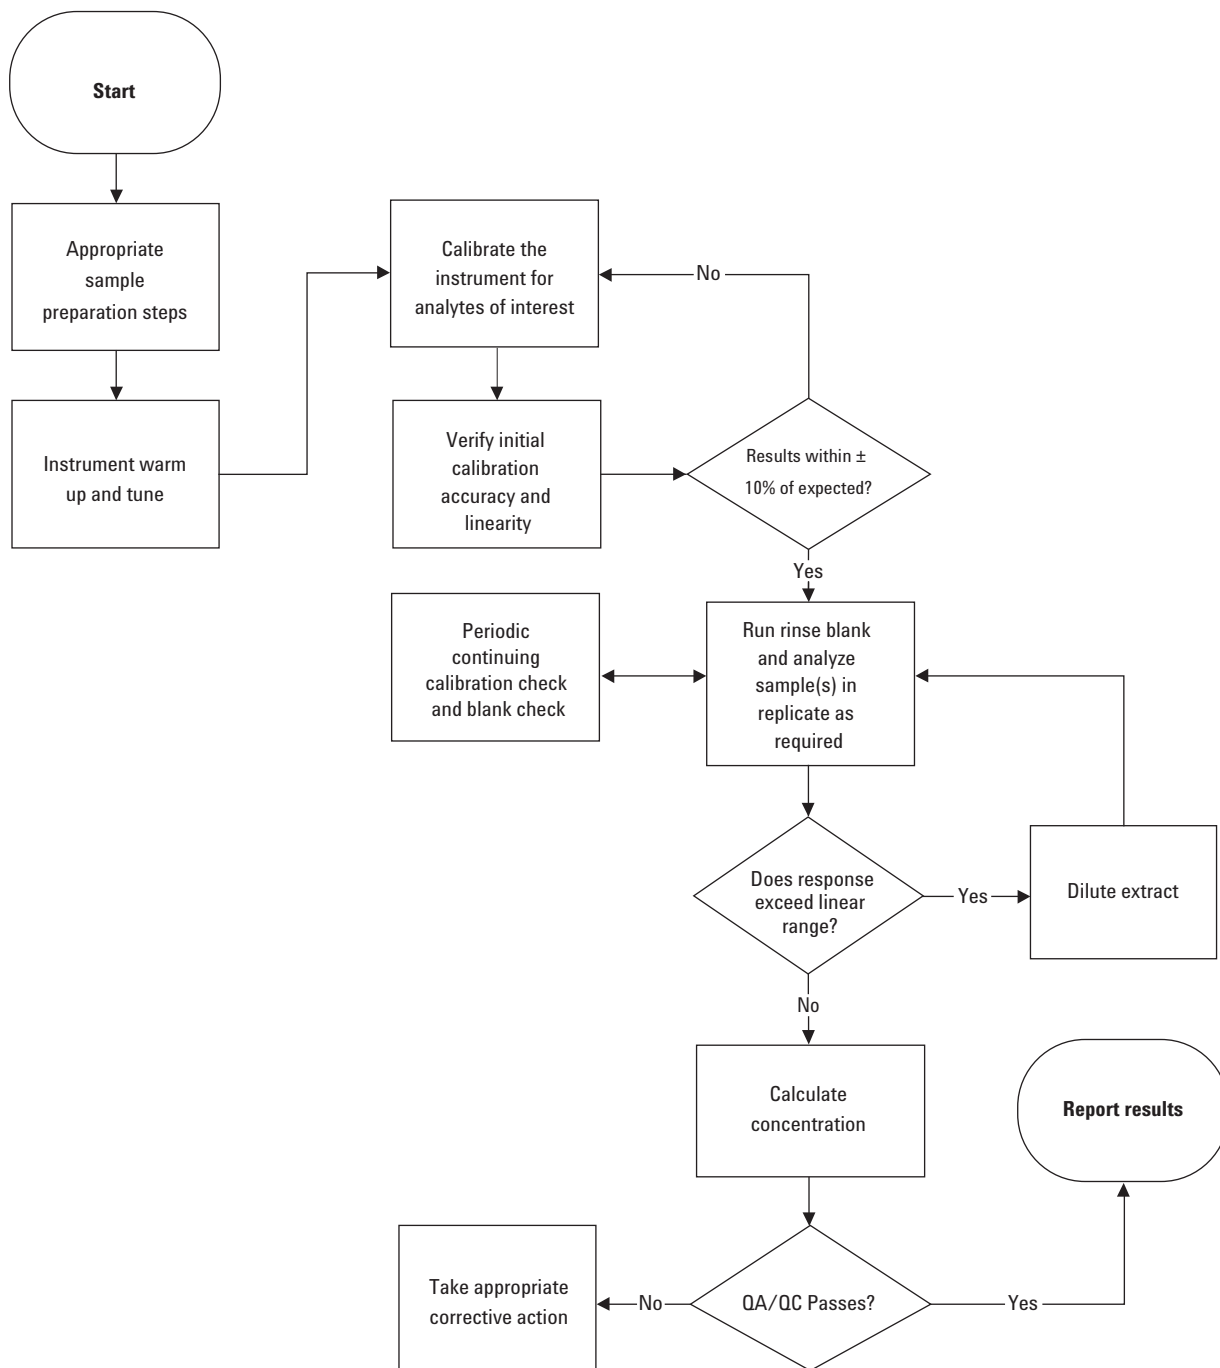 Start
Appropriate
sample
preparation steps
Instrument warm
up and tune
Calibrate the
instrument for
analytes of interest
No
Verify initial
calibration
accuracy and
linearity
Results within ±
10% of expected?
Yes
Periodic
continuing
calibration check
and blank check
Run rinse blank
and analyze
sample(s) in
replicate as
required
Does response
exceed linear
range?
Yes
Dilute extract
No
Calculate
concentration
Report results
Take appropriate
corrective action
No
QA/QC Passes?
Yes